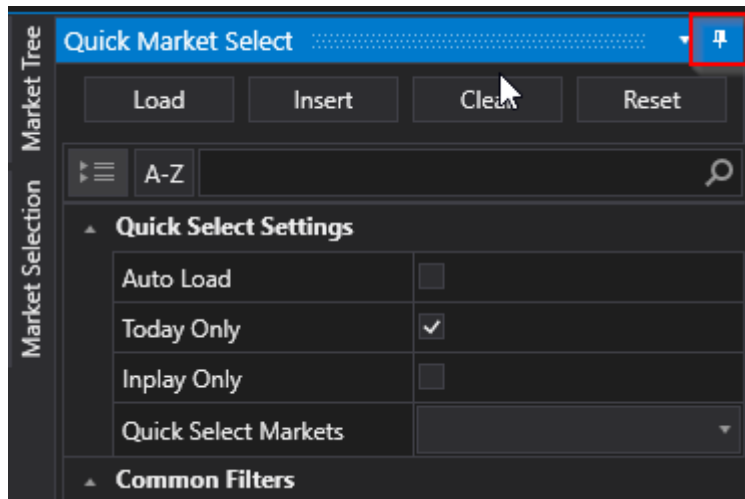 Market Tree
Market Selection
Quick Market Select
Load Insert Clear Reset
A-Z
Quick Select Settings
Auto Load
Today Only
Inplay Only
Quick Select Markets
Common Filters